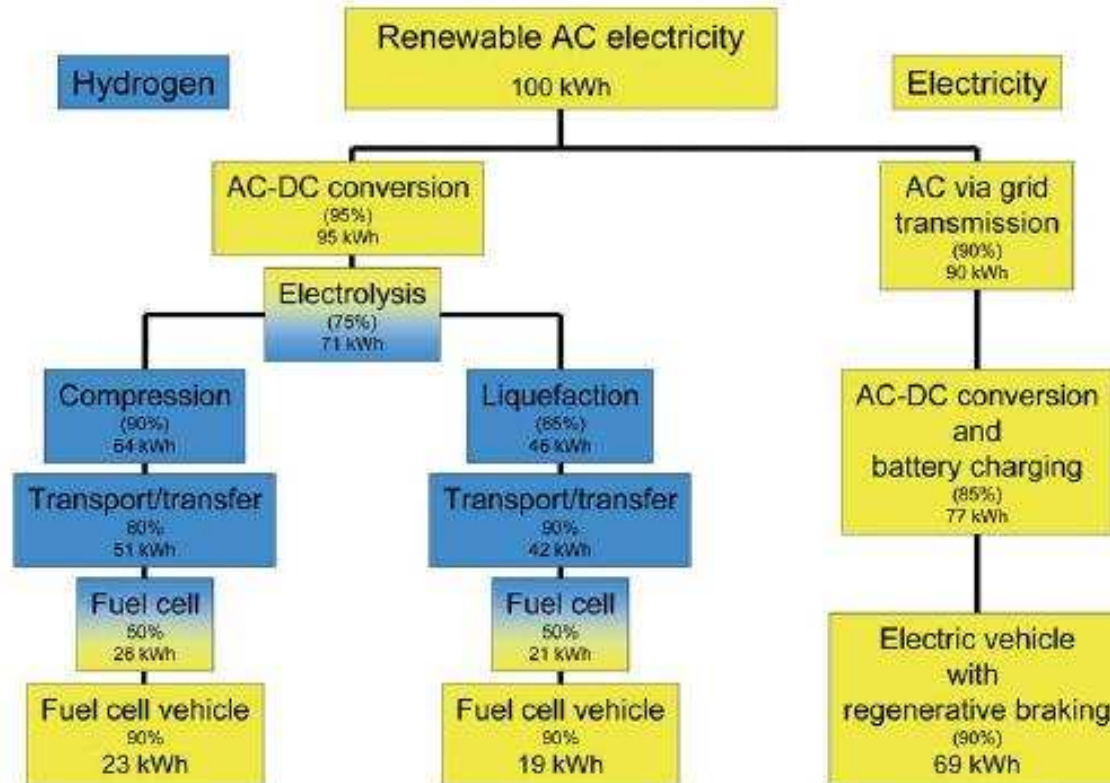 Renewable AC electricity
100 kWh
Hydrogen
Electricity
AC-DC conversion
(95%)
95 kWh
AC via grid
transmission
(90%)
90 kWh
Electrolysis
(75%)
71 kWh
Compression
(90%)
64 kWh
Liquefaction
(65%)
46 kWh
AC-DC conversion
and
battery charging
(85%)
77 kWh
Transport/transfer
80%
51 kWh
Transport/transfer
90%
42 kWh
Fuel cell
50%
26 kWh
Fuel cell
50%
21 kWh
Electric vehicle
with
regenerative braking
(90%)
69 kWh
Fuel cell vehicle
90%
23 kWh
Fuel cell vehicle
90%
19 kWh